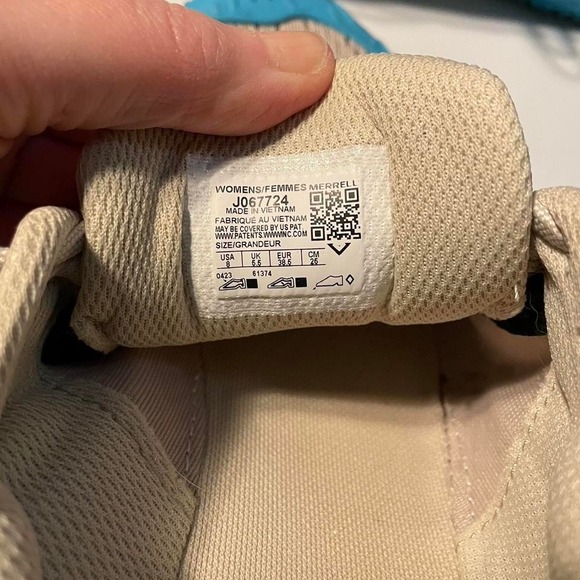 WOMENS/FEMMES MERRELL
J067724
MADE IN VIETNAM
FABRIQUÉ AU VIETNAM
MAY BE COVERED BY US PAT.
WWW.PATENTS.WWWINC.COM
SIZE/GRANDEUR
USA UK EUR CM
8 5.5 38.5 25
0423 61374